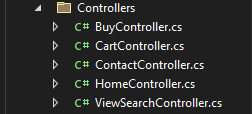 Controllers
C# BuyController.cs
C# CartController.cs
C# ContactController.cs
C# HomeController.cs
C# ViewSearchController.cs